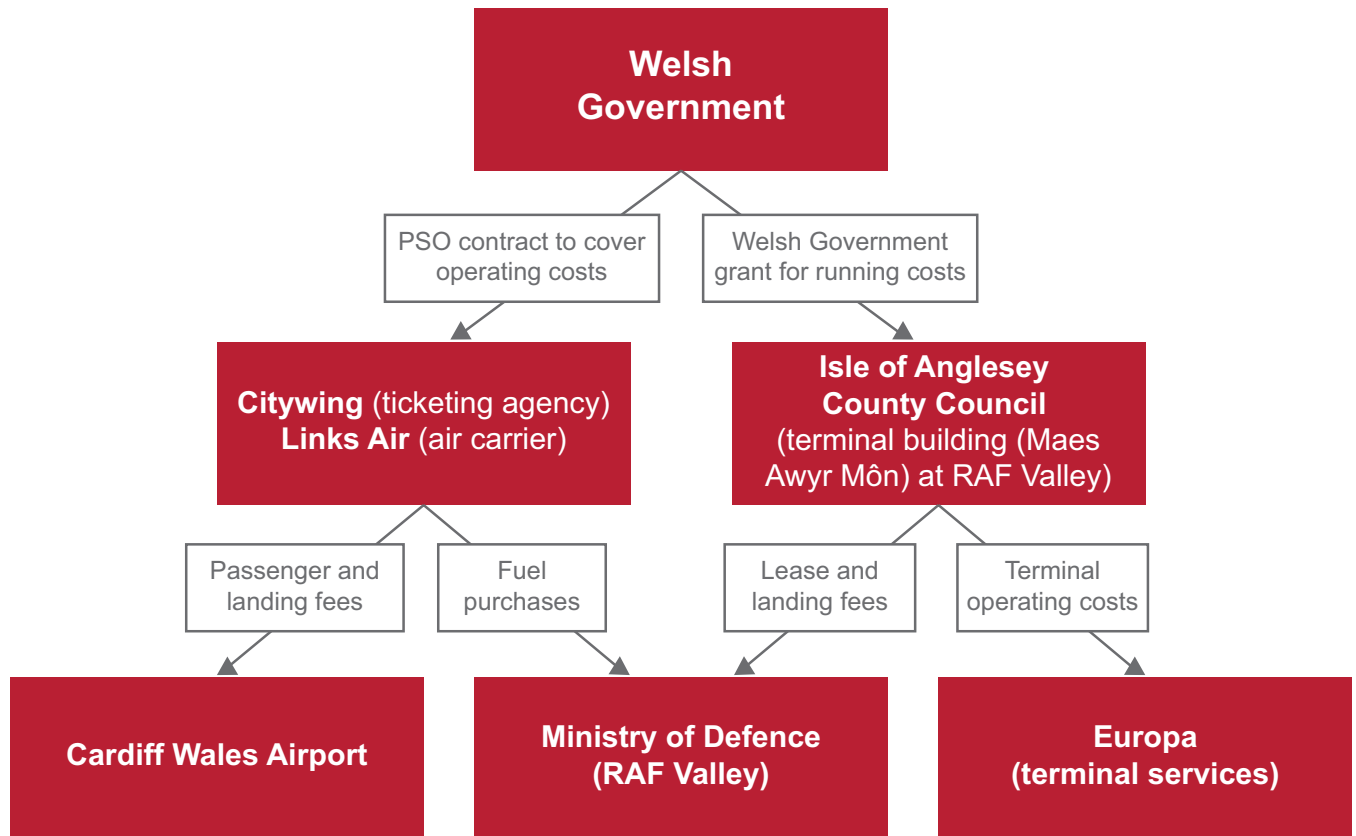 Welsh
Government
PSO contract to cover
operating costs
Welsh Government
grant for running costs
Citywing (ticketing agency)
Links Air (air carrier)
Isle of Anglesey
County Council
(terminal building (Maes
Awyr Môn) at RAF Valley)
Passenger and
landing fees
Fuel
purchases
Lease and
landing fees
Terminal
operating costs
Cardiff Wales Airport
Ministry of Defence
(RAF Valley)
Europa
(terminal services)